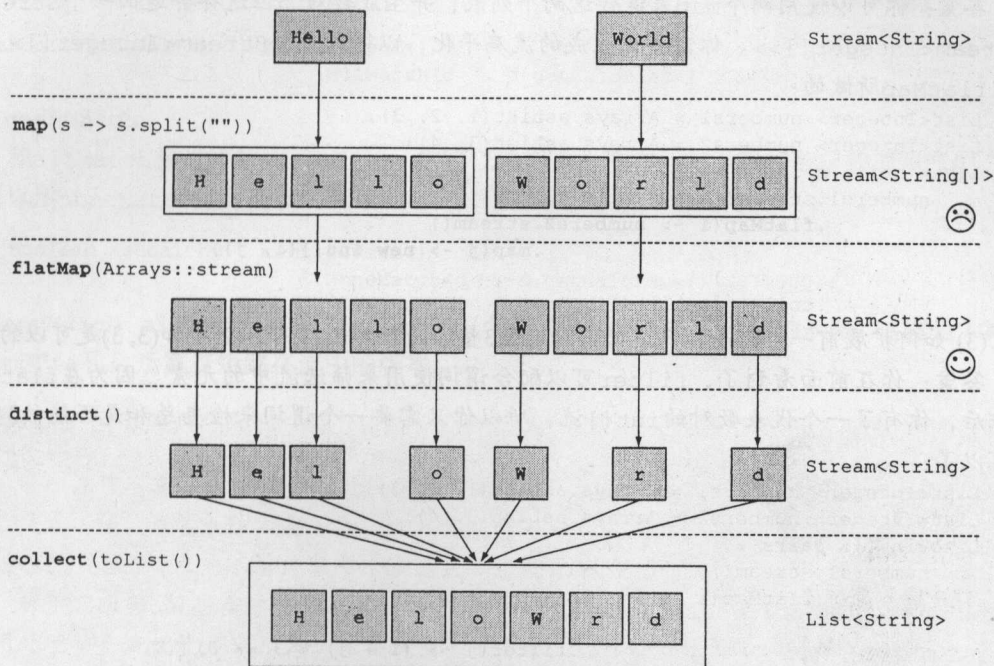 Hello World Stream<String>
map(s -> s.split(""))
H e l l o W o r l d Stream<String[]>
flatMap(Arrays::stream)
H e l l o W o r l d Stream<String>
distinct()
H e l o W r d Stream<String>
collect(toList())
H e l o W r d List<String>